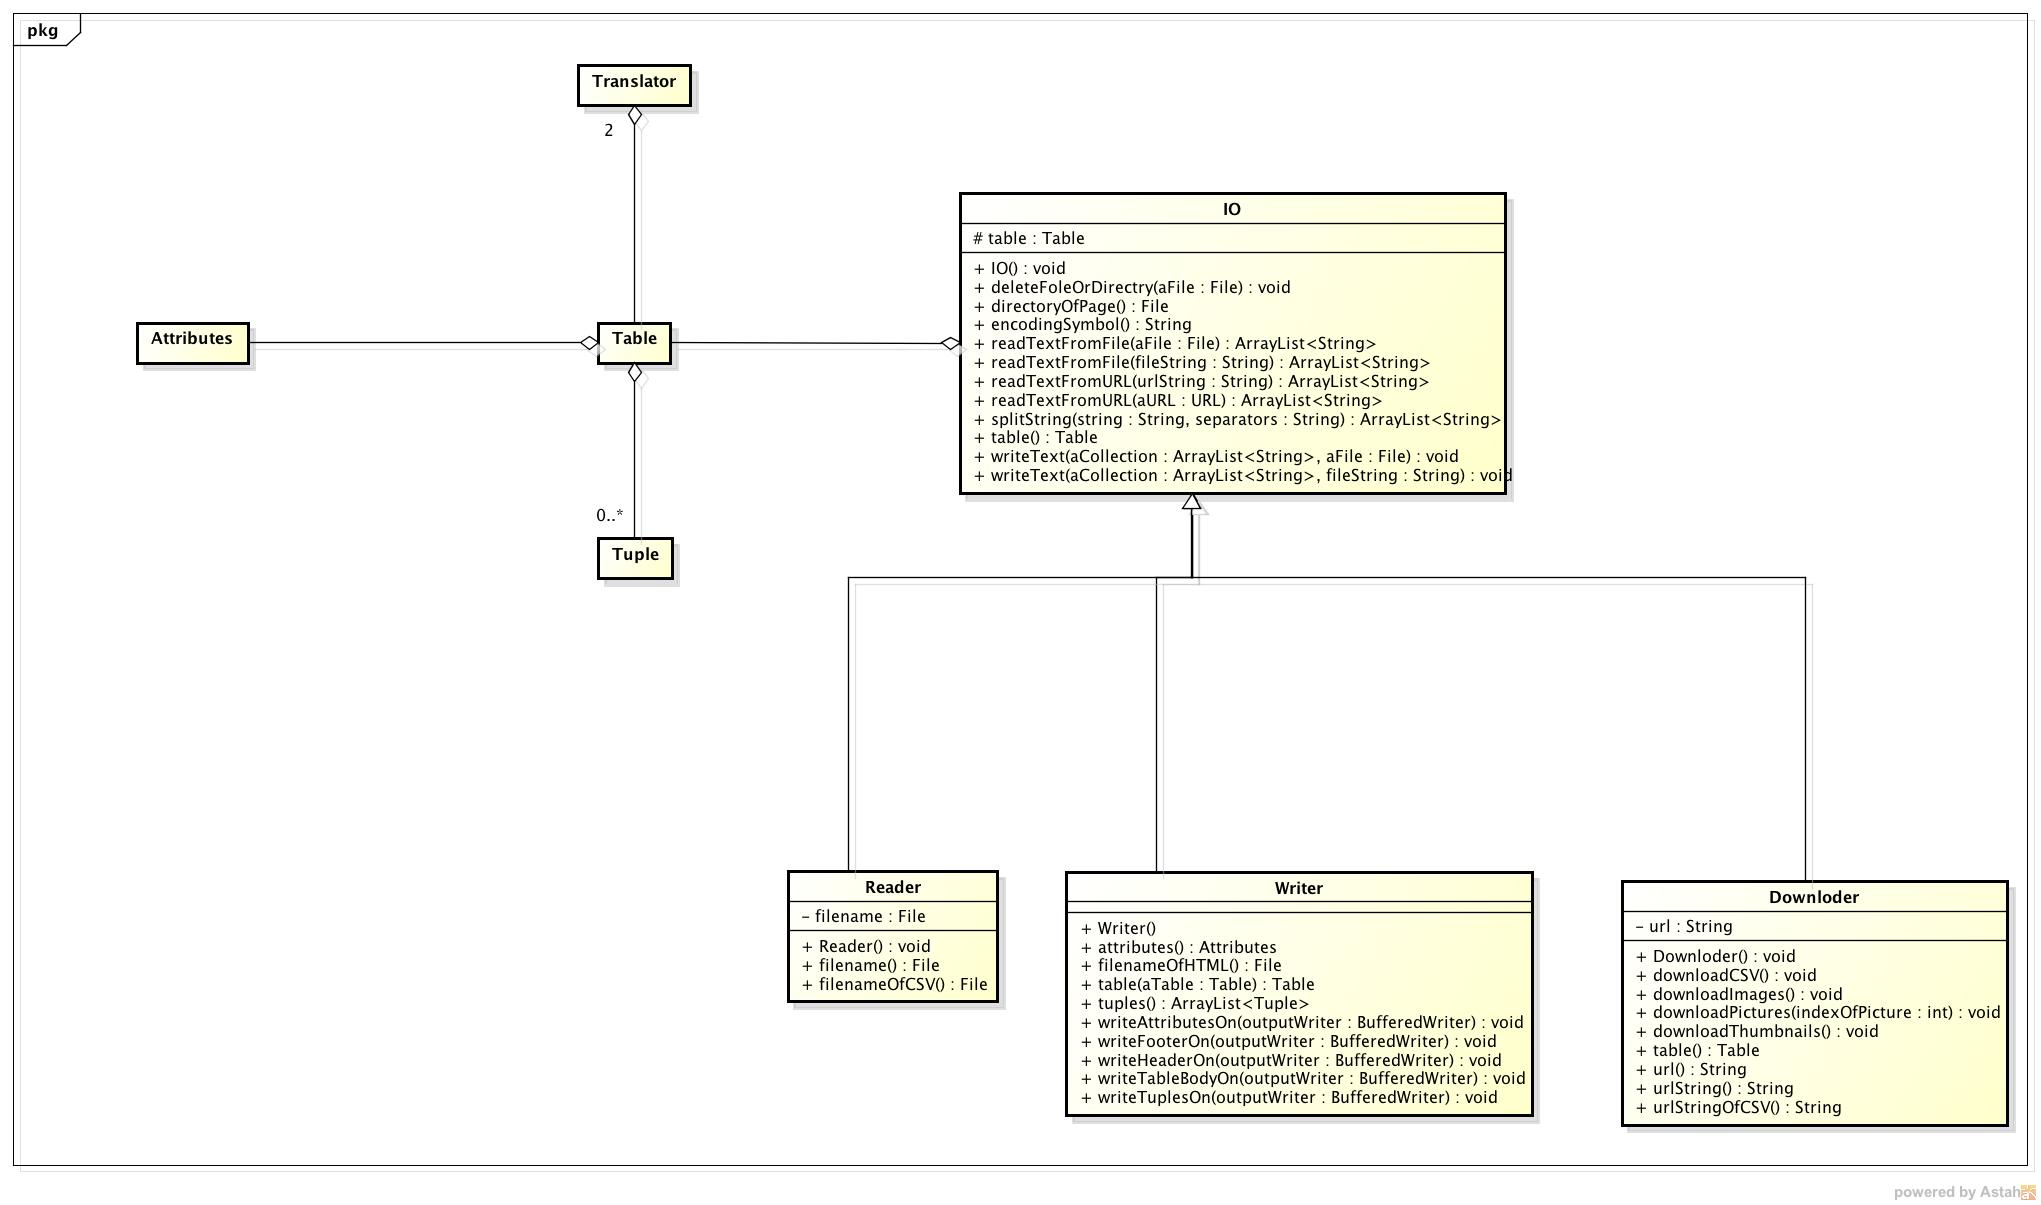 pkg
Translator
2
IO
# table : Table
+ IO() : void
+ deleteFoleOrDirectry(aFile : File) : void
+ directoryOfPage() : File
+ encodingSymbol() : String
+ readTextFromFile(aFile : File) : ArrayList<String>
+ readTextFromFile(fileString : String) : ArrayList<String>
+ readTextFromURL(urlString : String) : ArrayList<String>
+ readTextFromURL(aURL : URL) : ArrayList<String>
+ splitString(string : String, separators : String) : ArrayList<String>
+ table() : Table
+ writeText(aCollection : ArrayList<String>, aFile : File) : void
+ writeText(aCollection : ArrayList<String>, fileString : String) : void
Attributes
Table
0..*
Tuple
Reader
- filename : File
+ Reader() : void
+ filename() : File
+ filenameOfCSV() : File
Writer
+ Writer()
+ attributes() : Attributes
+ filenameOfHTML() : File
+ table(aTable : Table) : Table
+ tuples() : ArrayList<Tuple>
+ writeAttributesOn(outputWriter : BufferedWriter) : void
+ writeFooterOn(outputWriter : BufferedWriter) : void
+ writeHeaderOn(outputWriter : BufferedWriter) : void
+ writeTableBodyOn(outputWriter : BufferedWriter) : void
+ writeTuplesOn(outputWriter : BufferedWriter) : void
Downloder
- url : String
+ Downloder() : void
+ downloadCSV() : void
+ downloadImages() : void
+ downloadPictures(indexOfPicture : int) : void
+ downloadThumbnails() : void
+ table() : Table
+ url() : String
+ urlString() : String
+ urlStringOfCSV() : String
powered by Astah